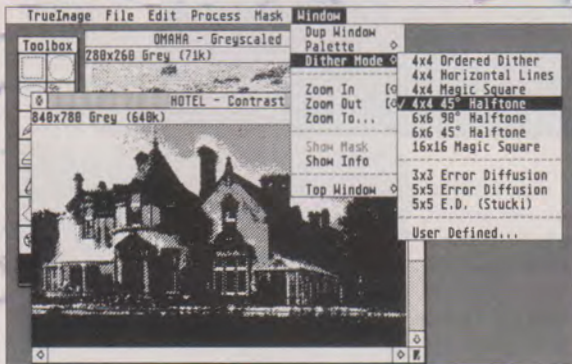 TrueImage File Edit Process Mask Window
Toolbox
OMAHA - Greyscaled
280x260 Grey (71k)
HOTEL - Contrast
840x780 Grey (640k)
Dup Window
Palette
Dither Mode
Zoom In
Zoom Out
Zoom To...
Show Mask
Show Info
Top Window
4x4 Ordered Dither
4x4 Horizontal Lines
4x4 Magic Square
✓ 4x4 45° Halftone
6x6 90° Halftone
6x6 45° Halftone
16x16 Magic Square
3x3 Error Diffusion
5x5 Error Diffusion
5x5 E.D. (Stucki)
User Defined...